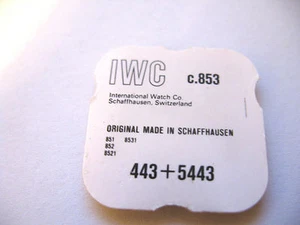 IWC c.853
International Watch Co.
Schaffhausen, Switzerland
ORIGINAL MADE IN SCHAFFHAUSEN
851 8531
852
8521
443+5443